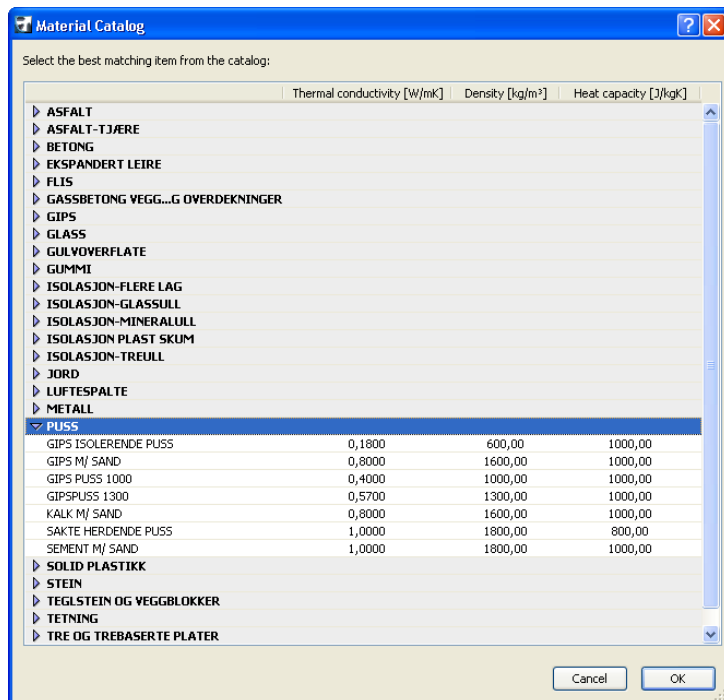 Material Catalog
Select the best matching item from the catalog:
Thermal conductivity [W/mK] Density [kg/m³] Heat capacity [J/kgK]
ASFALT
ASFALT-TJÆRE
BETONG
EKSPANDERT LEIRE
FLIS
GASSBETONG VEGG...G OVERDEKNINGER
GIPS
GLASS
GULVOVERFLATE
GUMMI
ISOLASJON-FLERE LAG
ISOLASJON-GLASSULL
ISOLASJON-MINERALULL
ISOLASJON PLAST SKUM
ISOLASJON-TREULL
JORD
LUFTESPALTE
METALL
PUSS
GIPS ISOLERENDE PUSS 0,1800 600,00 1000,00
GIPS M/ SAND 0,8000 1600,00 1000,00
GIPS PUSS 1000 0,4000 1000,00 1000,00
GIPSPUSS 1300 0,5700 1300,00 1000,00
KALK M/ SAND 0,8000 1600,00 1000,00
SAKTE HERDENDE PUSS 1,0000 1800,00 800,00
SEMENT M/ SAND 1,0000 1800,00 1000,00
SOLID PLASTIKK
STEIN
TEGLSTEIN OG VEGGBLOKKER
TETNING
TRE OG TREBASERTE PLATER
Cancel OK